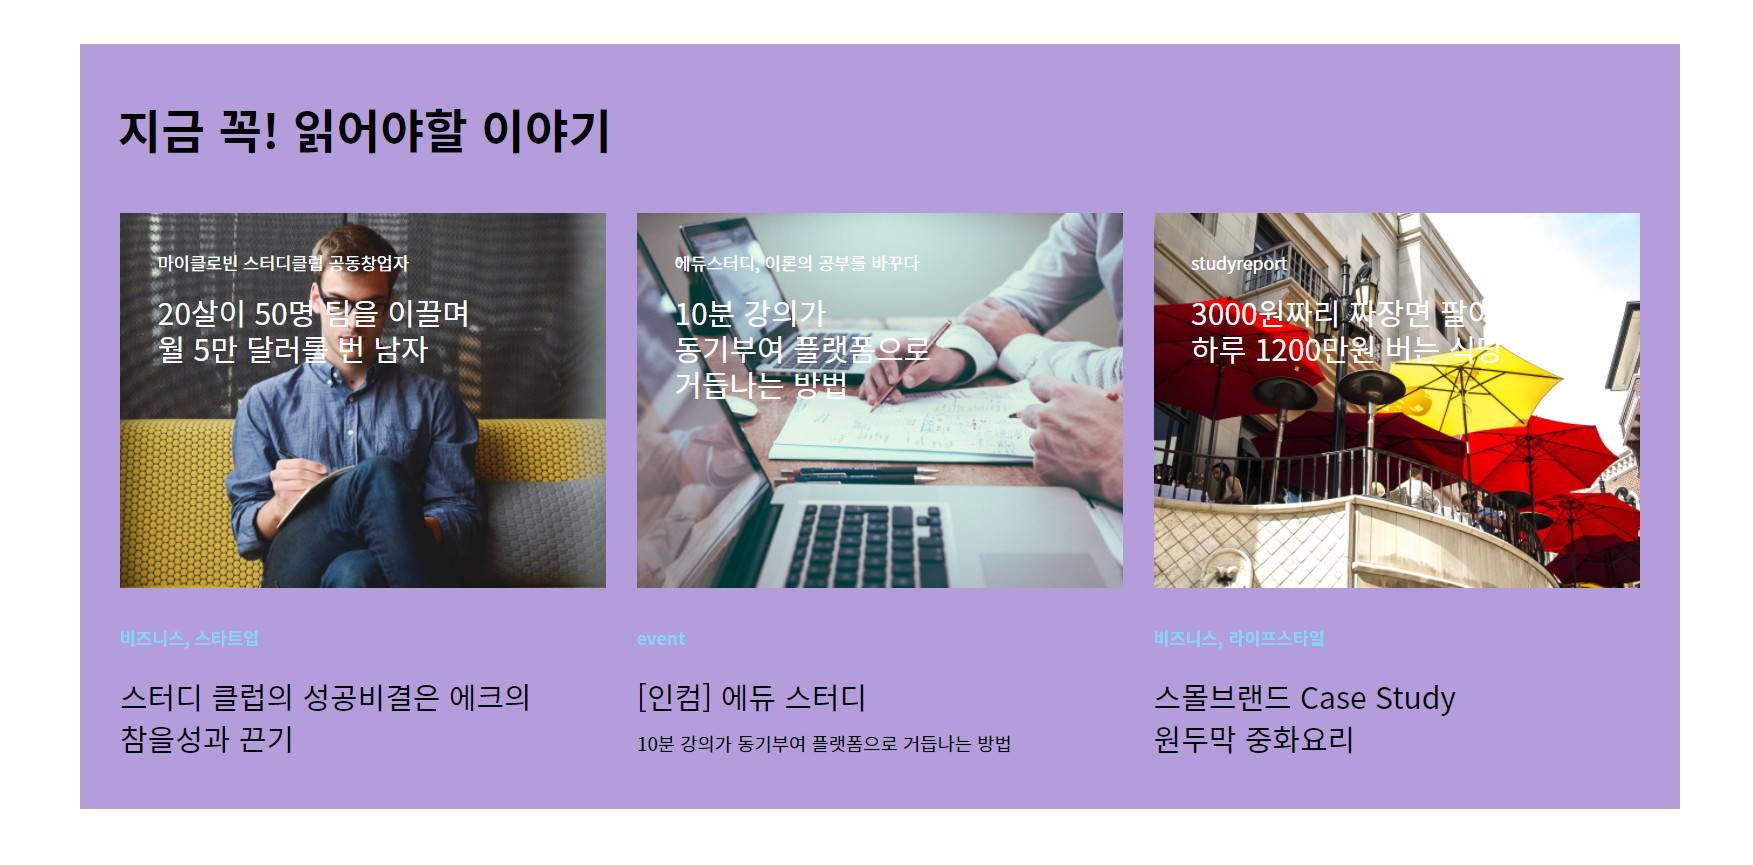 지금 꼭! 읽어야할 이야기
마이클로빈 스터디클럽 공동창업자
20살이 50명 팀을 이끌며
월 5만 달러를 번 남자
에듀스터디, 이론의 공부를 바꾸다
10분 강의가
동기부여 플랫폼으로
거듭나는 방법
studyreport
3000원짜리 짜장면 팔아
하루 1200만원 버는 식당
비즈니스, 스타트업
스터디 클럽의 성공비결은 에크의
참을성과 끈기
event
[인컴] 에듀 스터디
10분 강의가 동기부여 플랫폼으로 거듭나는 방법
비즈니스, 라이프스타일
스몰브랜드 Case Study
원두막 중화요리